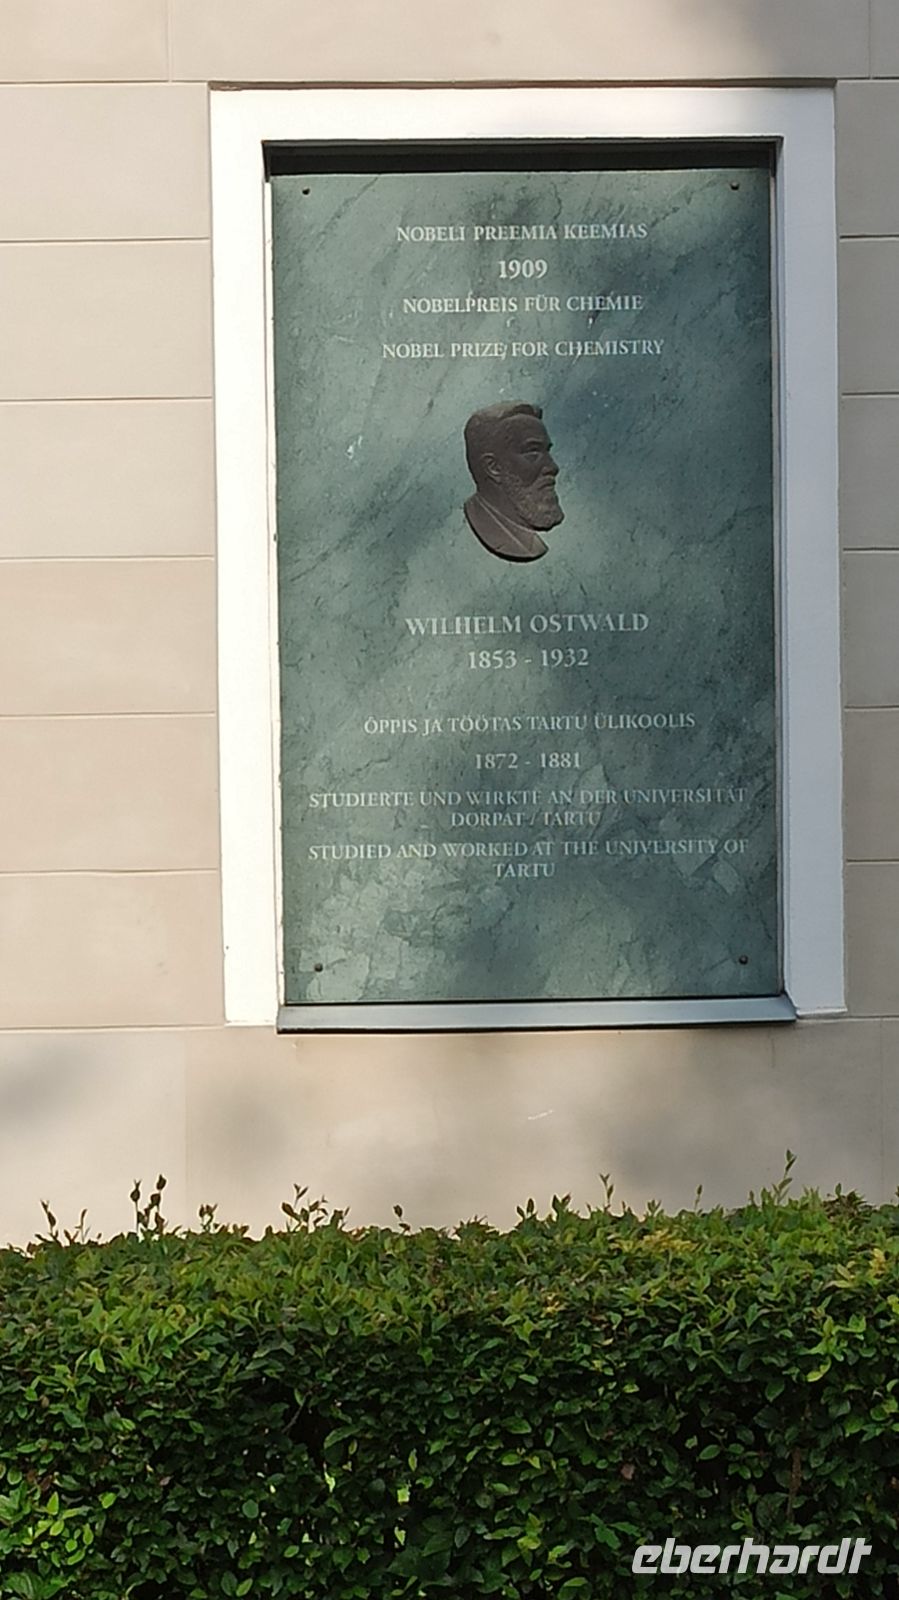 NOBELI PREEMIA KEEMIAS
1909
NOBELPREIS FÜR CHEMIE
NOBEL PRIZE FOR CHEMISTRY
WILHELM OSTWALD
1853 - 1932
ÕPPIS JA TÖÖTAS TARTU ÜLIKOOLIS
1872 - 1881
STUDIERTE UND WIRKTE AN DER UNIVERSITÄT
DORPAT / TARTU
STUDIED AND WORKED AT THE UNIVERSITY OF
TARTU
eberhardt